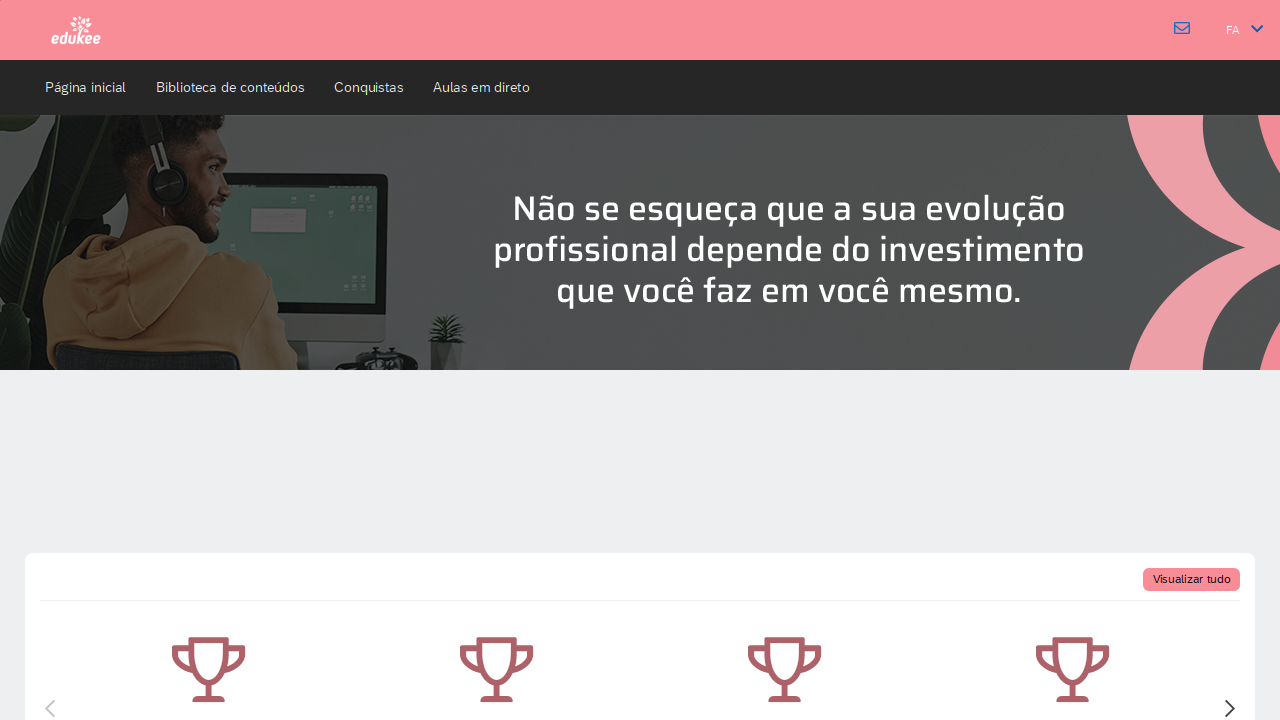 edukee
FA
Página inicial
Biblioteca de conteúdos
Conquistas
Aulas em direto
Não se esqueça que a sua evolução
profissional depende do investimento
que você faz em você mesmo.
Visualizar tudo